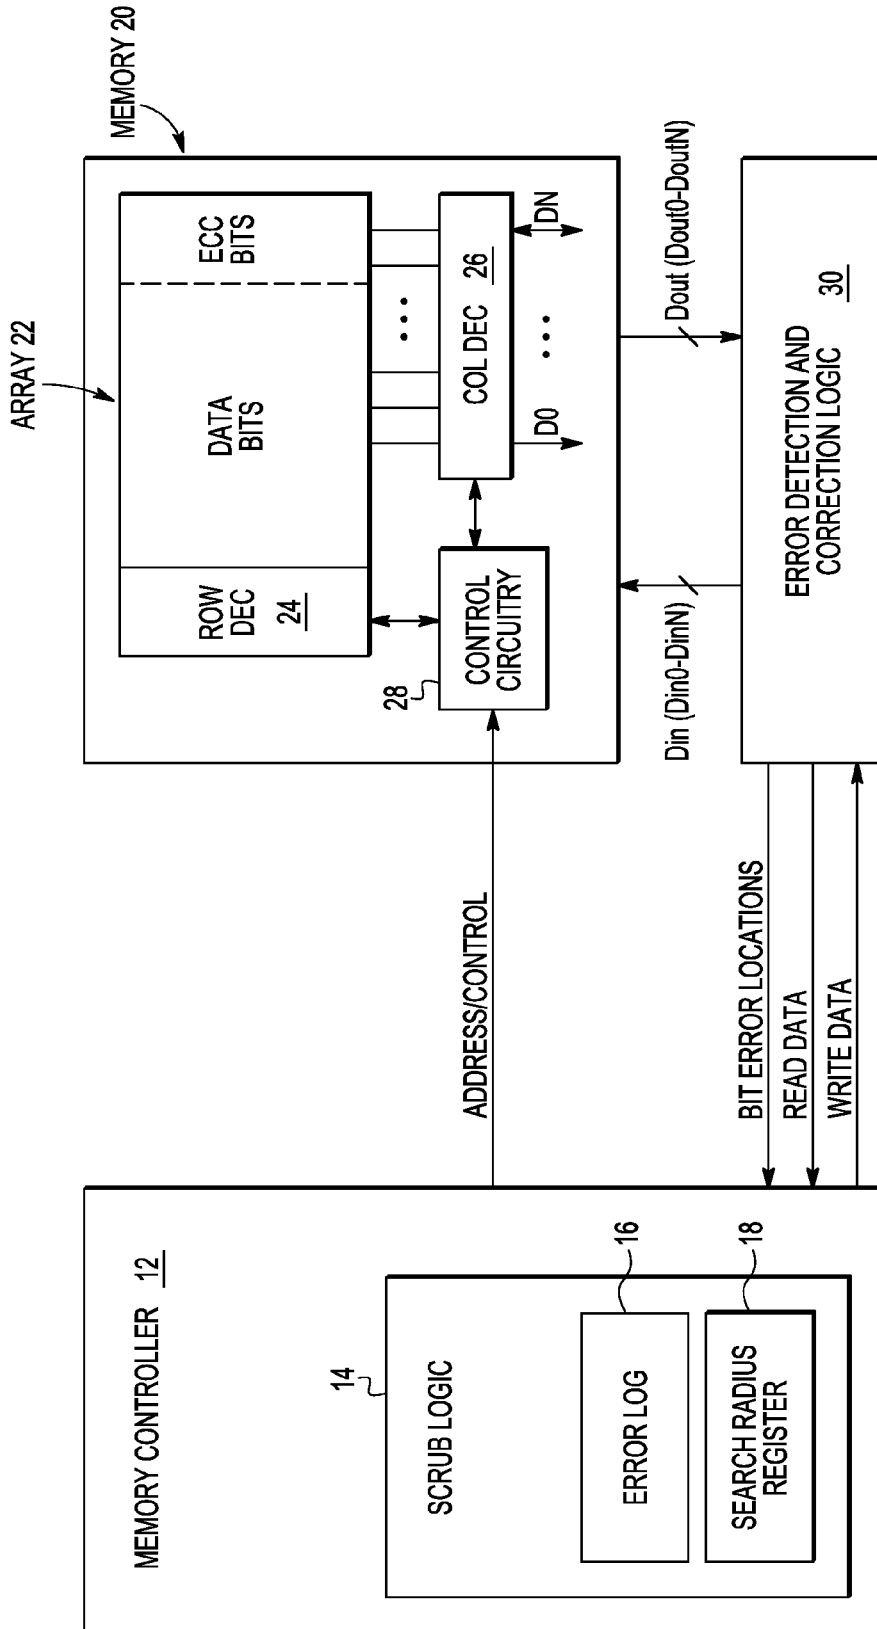 MEMORY CONTROLLER 12
14
SCRUB LOGIC
ERROR LOG
16
SEARCH RADIUS
REGISTER
18
ADDRESS/CONTROL
BIT ERROR LOCATIONS
READ DATA
WRITE DATA
MEMORY 20
ARRAY 22
ROW
DEC
24
DATA
BITS
ECC
BITS
28
CONTROL
CIRCUITRY
COL DEC
26
• • •
D0
• • •
DN
Din (Din0-DinN)
Dout (Dout0-DoutN)
ERROR DETECTION AND
CORRECTION LOGIC
30